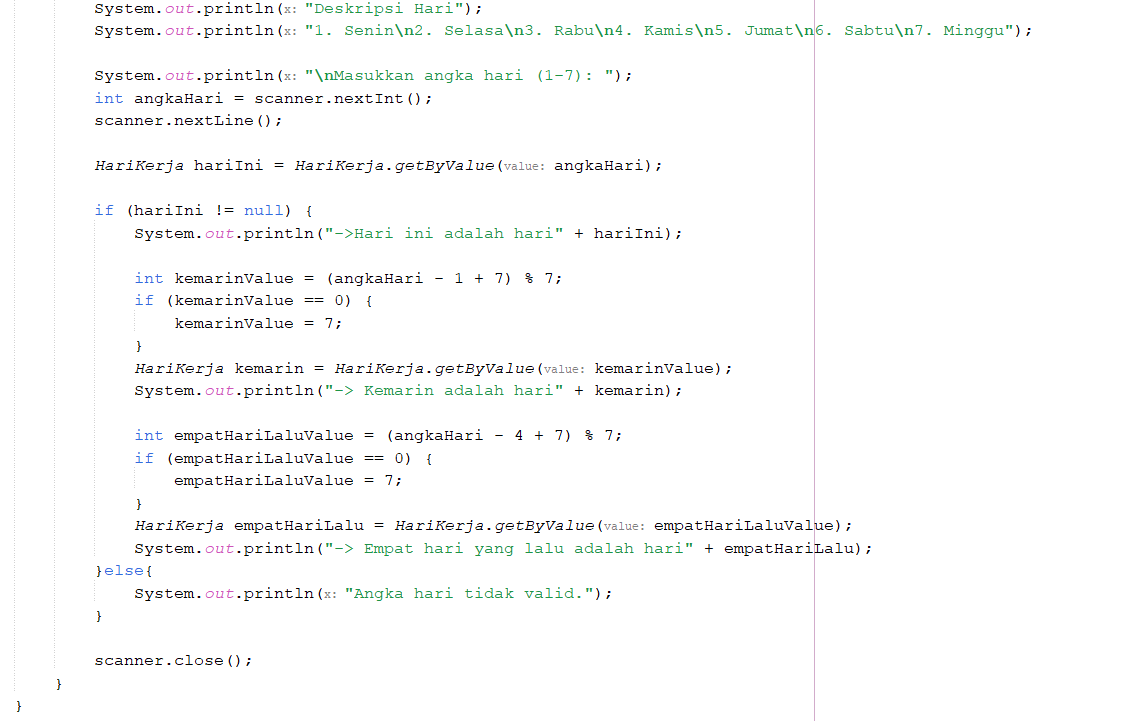 System.out.println(x: "Deskripsi Hari");
System.out.println(x: "1. Senin\n2. Selasa\n3. Rabu\n4. Kamis\n5. Jumat\n6. Sabtu\n7. Minggu");
System.out.println(x: "\nMasukkan angka hari (1-7): ");
int angkaHari = scanner.nextInt();
scanner.nextLine();
HariKerja hariIni = HariKerja.getByValue(value: angkaHari);
if (hariIni != null) {
System.out.println("->Hari ini adalah hari" + hariIni);
int kemarinValue = (angkaHari - 1 + 7) % 7;
if (kemarinValue == 0) {
kemarinValue = 7;
}
HariKerja kemarin = HariKerja.getByValue(value: kemarinValue);
System.out.println("-> Kemarin adalah hari" + kemarin);
int empatHariLaluValue = (angkaHari - 4 + 7) % 7;
if (empatHariLaluValue == 0) {
empatHariLaluValue = 7;
}
HariKerja empatHariLalu = HariKerja.getByValue(value: empatHariLaluValue);
System.out.println("-> Empat hari yang lalu adalah hari" + empatHariLalu);
}else{
System.out.println(x: "Angka hari tidak valid.");
}
scanner.close();
}
}